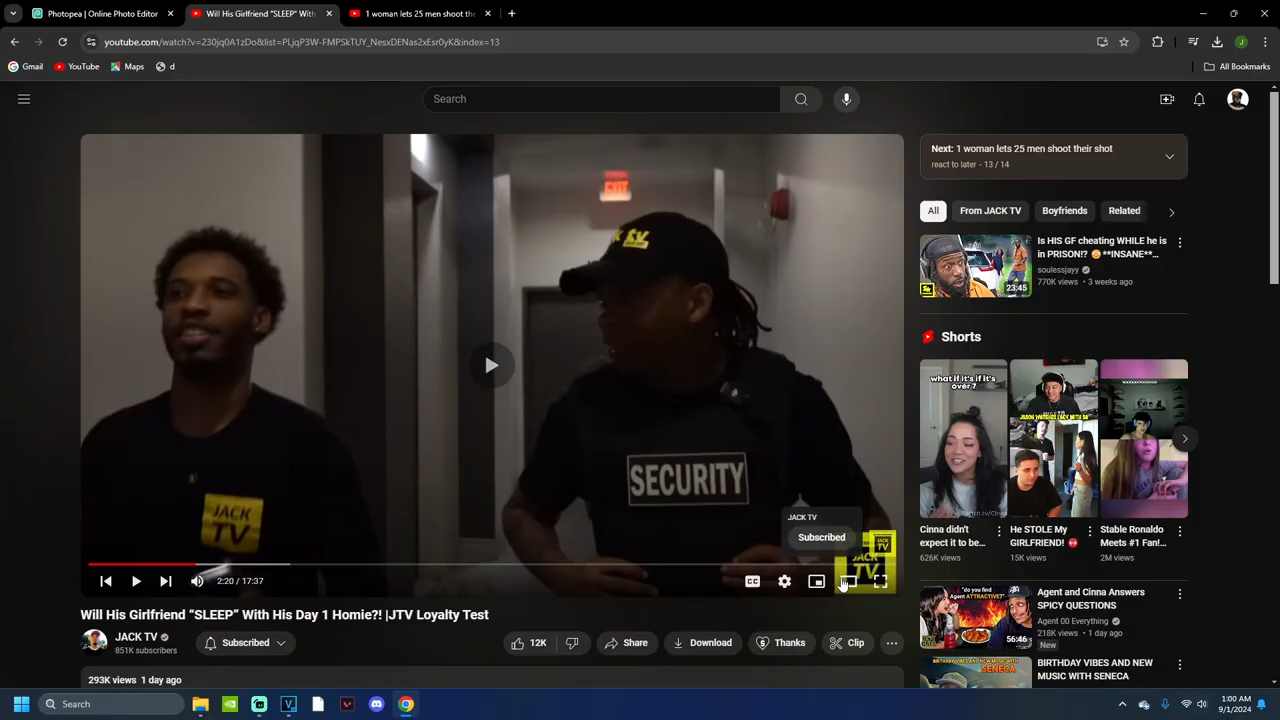 Photopea | Online Photo Editor
Will His Girlfriend “SLEEP” With
1 woman lets 25 men shoot the
youtube.com/watch?v=230jq0A1zDo&list=PLjqP3W-FMPSkTUY_NesxDENas2xEsr0yK&index=13
Gmail
YouTube
Maps
d
All Bookmarks
Search
Next: 1 woman lets 25 men shoot their shot
react to later - 13 / 14
All
From JACK TV
Boyfriends
Related
Is HIS GF cheating WHILE he is
in PRISON!? 😳**INSANE**...
soulessjayy
770K views • 3 weeks ago
23:45
EXIT
SECURITY
JACK
TV
JACK TV
Subscribed
2:20 / 17:37
CC
Shorts
what if it's if it's
over 7
Cinna didn't
expect it to be...
626K views
He STOLE My
GIRLFRIEND!
15K views
Stable Ronaldo
Meets #1 Fan!...
2M views
Will His Girlfriend “SLEEP” With His Day 1 Homie?! |JTV Loyalty Test
JACK TV
851K subscribers
Subscribed
12K
Share
Download
Thanks
Clip
293K views 1 day ago
"do you find
Agent ATTRACTIVE?"
56:46
Agent and Cinna Answers
SPICY QUESTIONS
Agent 00 Everything
218K views • 1 day ago
New
BIRTHDAY VIBES AND NEW
MUSIC WITH SENECA
Search
1:00 AM
9/1/2024